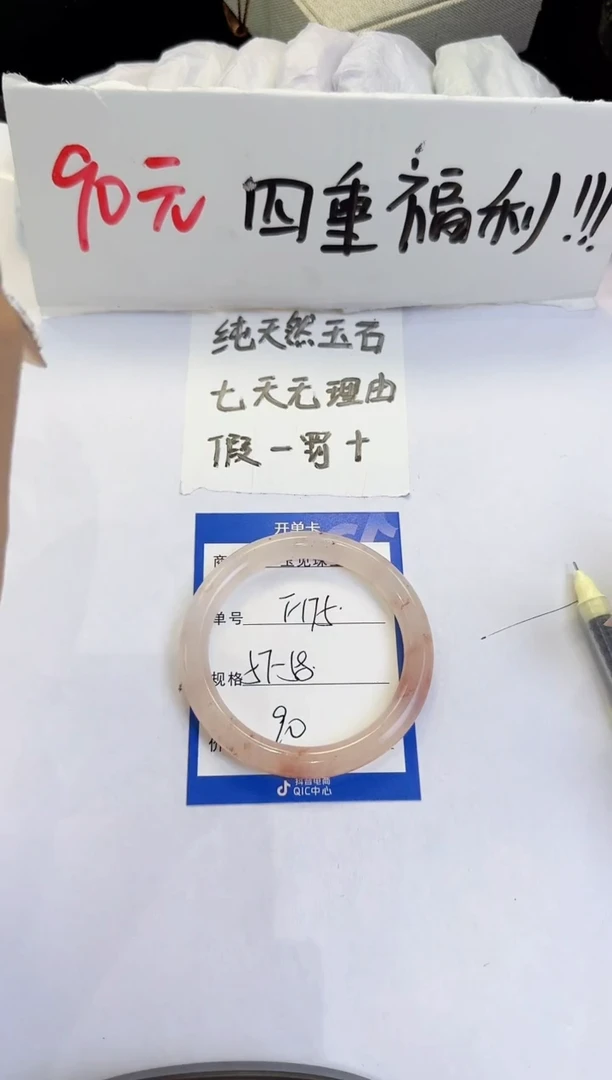 90元 四重福利!!!
纯天然玉石
七天无理由
假一罚十
开单卡
商
单号 T-175
规格 57-58
90
抖音电商
QIC中心